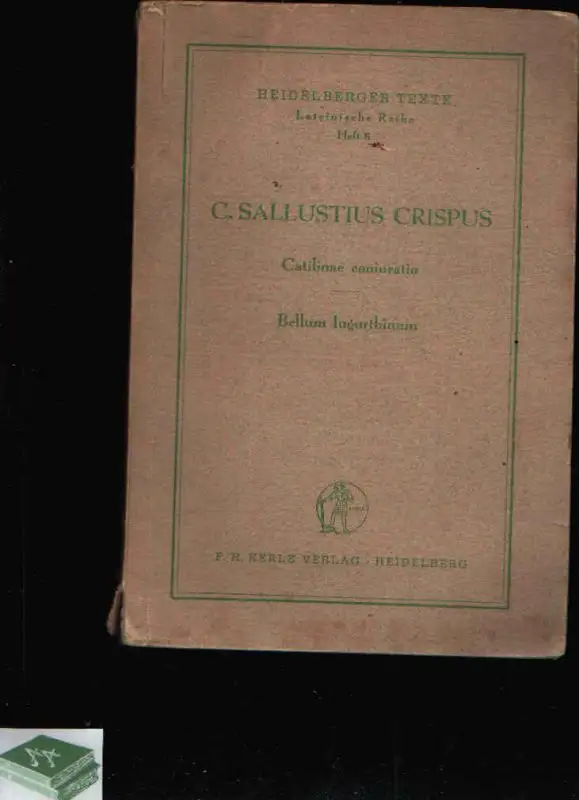 HEIDELBERGER TEXTE
Lateinische Reihe
Heft 8
C. SALLUSTIUS CRISPUS
Catilinae coniuratio
Bellum Iugurthinum
F. H. KERLE VERLAG · HEIDELBERG